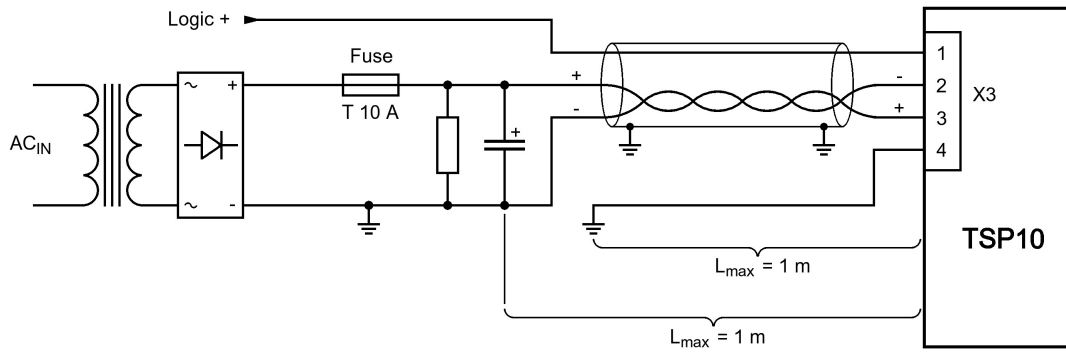 Logic +
Fuse
T 10 A
AC_IN
~
+
~
-
+
+
-
1
2
3
4
-
+
X3
TSP10
L_max = 1 m
L_max = 1 m